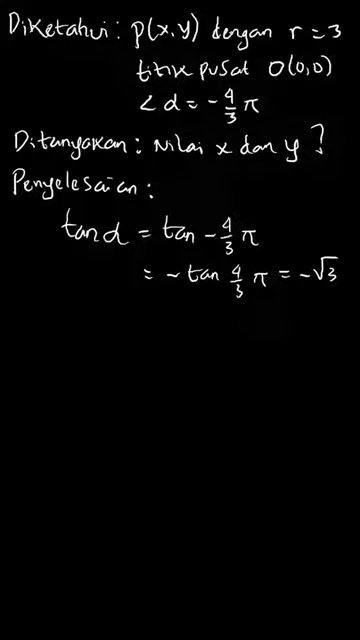 Diketahui: P(x,y) dengan r = 3
titik pusat O(0,0)
< α = - 4/3 π
Ditanyakan: Nilai x dan y ?
Penyelesaian:
tan α = tan - 4/3 π
= - tan 4/3 π = -√3